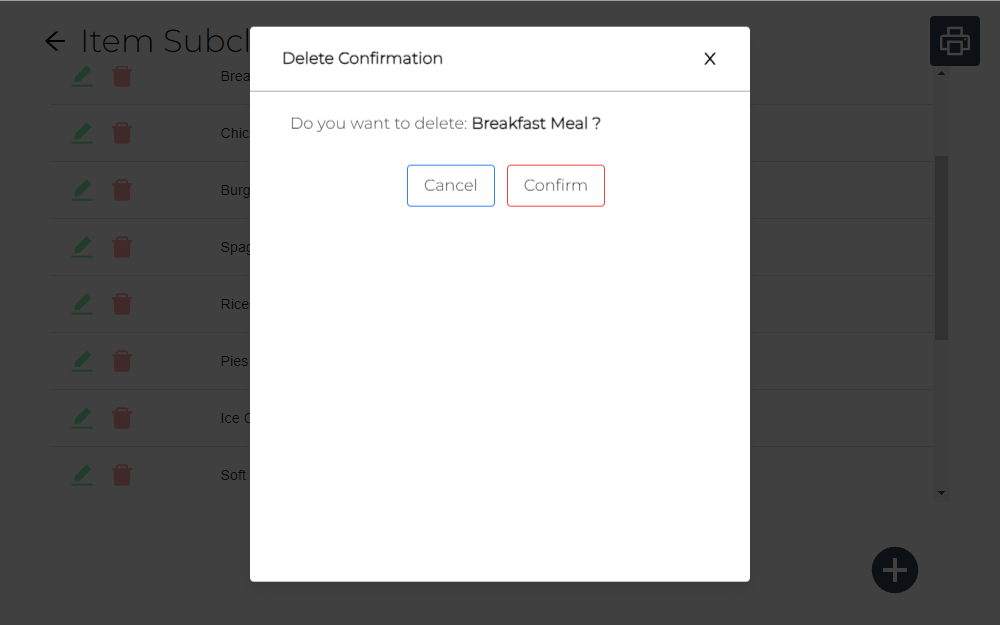 Item Subcl
Delete Confirmation
X
Do you want to delete: Breakfast Meal ?
Cancel
Confirm
Brea
Chic
Burg
Spag
Rice
Pies
Ice C
Soft